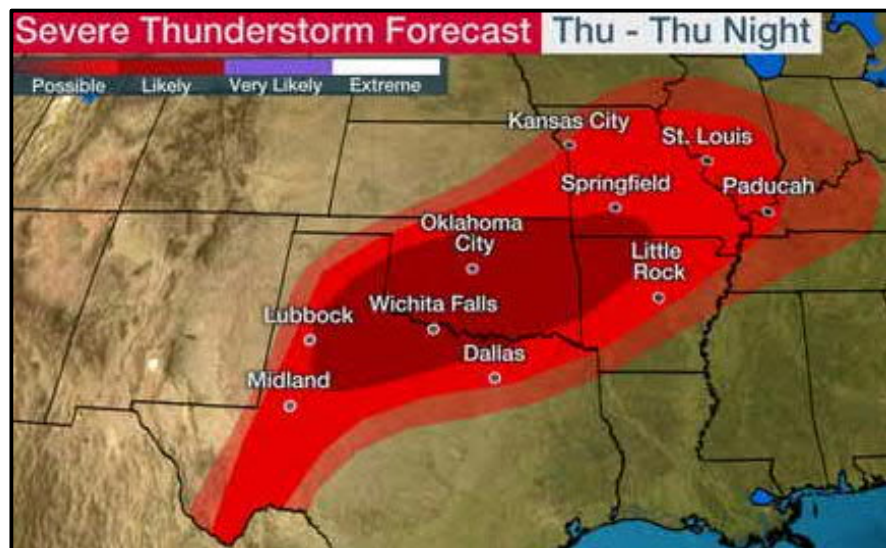 Severe Thunderstorm Forecast Thu - Thu Night
Possible Likely Very Likely Extreme
Kansas City
St. Louis
Springfield
Paducah
Oklahoma
City
Little
Rock
Wichita Falls
Lubbock
Dallas
Midland